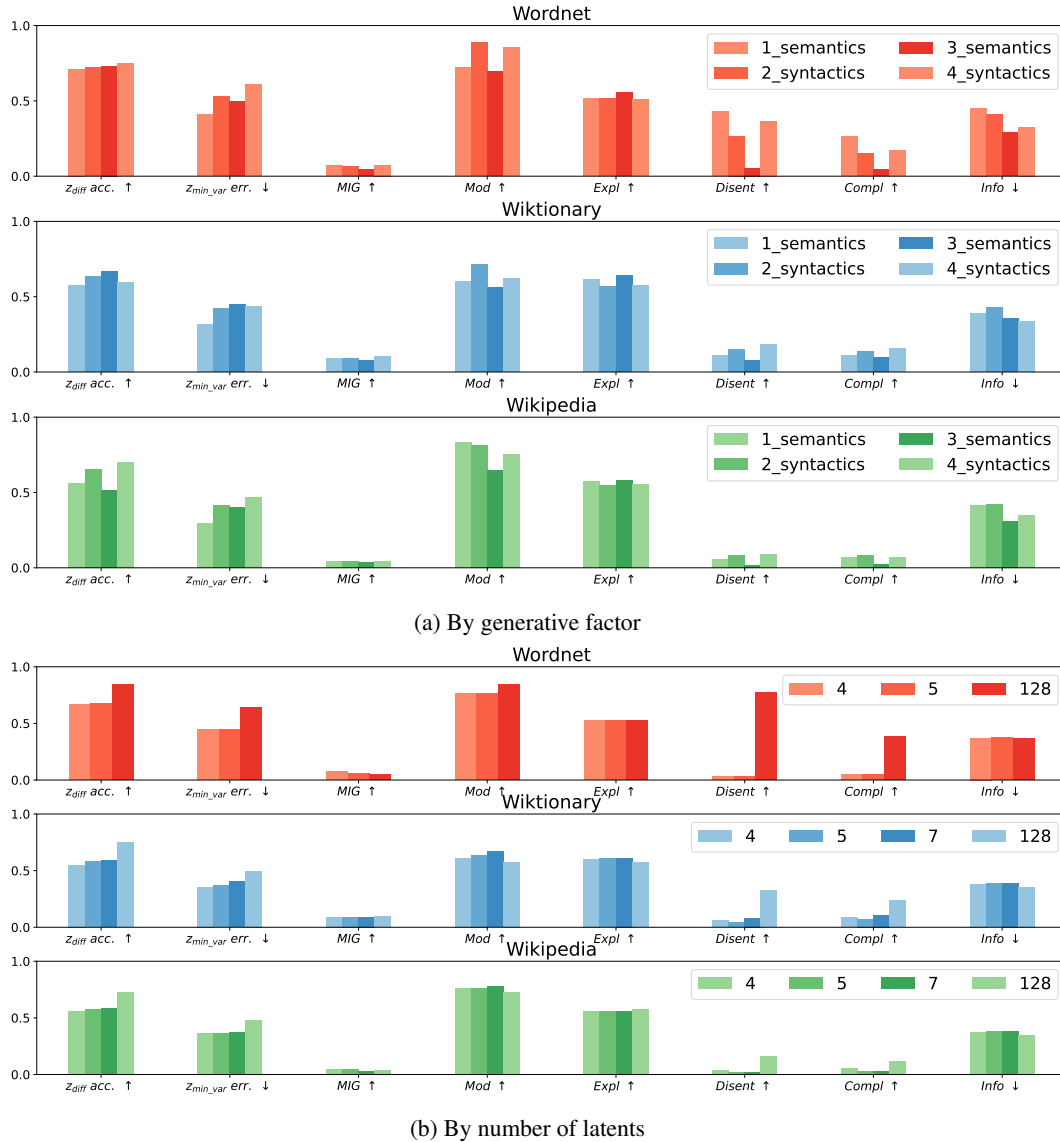 Wordnet
1.0
1_semantics 3_semantics
2_syntactics 4_syntactics
0.5
0.0
z_diff acc. ↑ z_min_var err. ↓ MIG ↑ Mod ↑ Expl ↑ Disent ↑ Compl ↑ Info ↓
Wiktionary
1.0
1_semantics 3_semantics
2_syntactics 4_syntactics
0.5
0.0
z_diff acc. ↑ z_min_var err. ↓ MIG ↑ Mod ↑ Expl ↑ Disent ↑ Compl ↑ Info ↓
Wikipedia
1.0
1_semantics 3_semantics
2_syntactics 4_syntactics
0.5
0.0
z_diff acc. ↑ z_min_var err. ↓ MIG ↑ Mod ↑ Expl ↑ Disent ↑ Compl ↑ Info ↓
(a) By generative factor
Wordnet
1.0
4 5 128
0.5
0.0
z_diff acc. ↑ z_min_var err. ↓ MIG ↑ Mod ↑ Expl ↑ Disent ↑ Compl ↑ Info ↓
Wiktionary
1.0
4 5 7 128
0.5
0.0
z_diff acc. ↑ z_min_var err. ↓ MIG ↑ Mod ↑ Expl ↑ Disent ↑ Compl ↑ Info ↓
Wikipedia
1.0
4 5 7 128
0.5
0.0
z_diff acc. ↑ z_min_var err. ↓ MIG ↑ Mod ↑ Expl ↑ Disent ↑ Compl ↑ Info ↓
(b) By number of latents